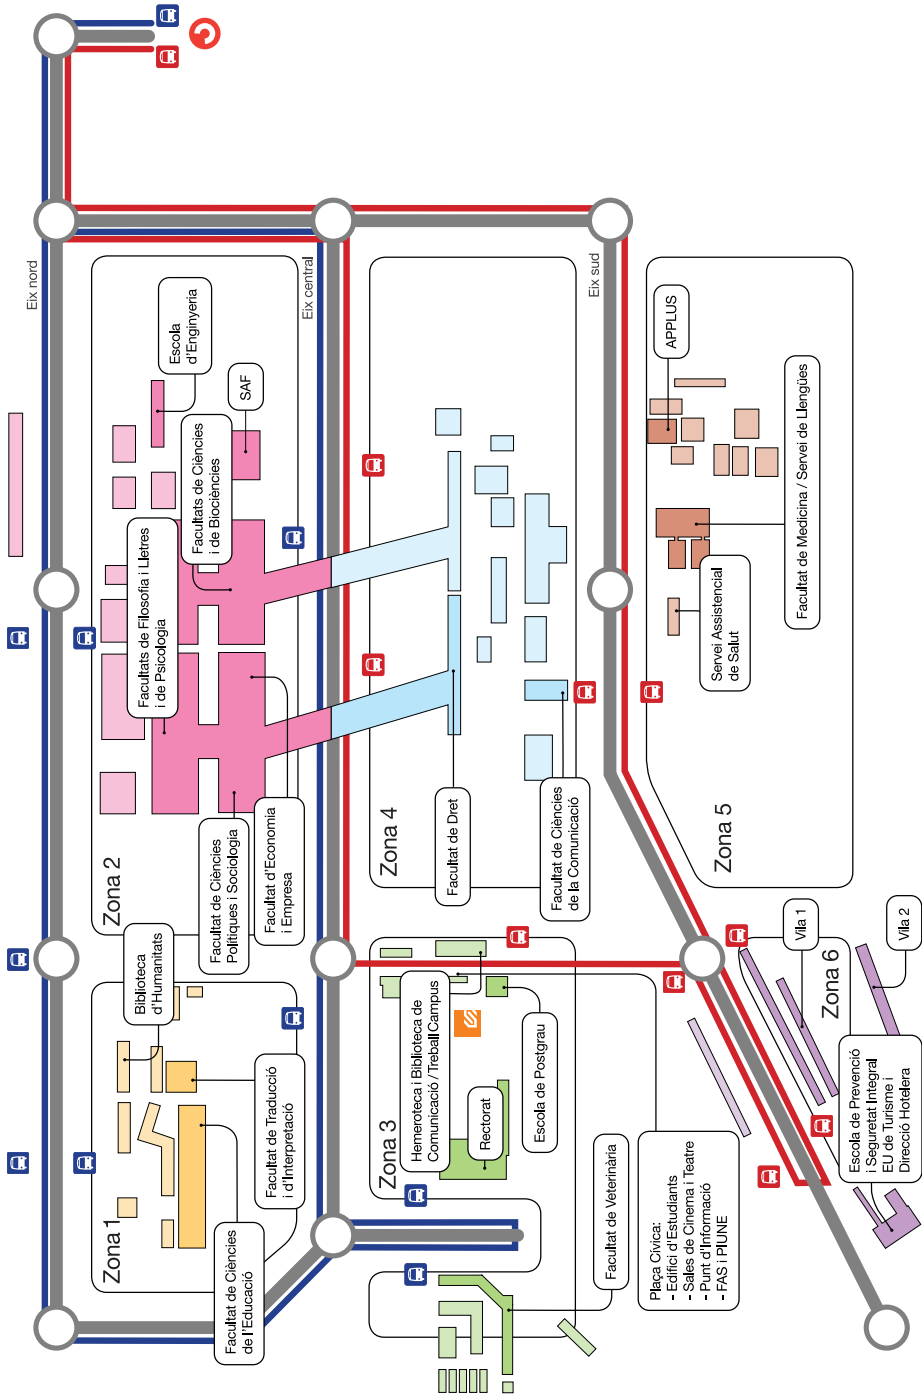 Eix nord
Eix central
Eix sud
Zona 1
Biblioteca
d'Humanitats
Facultat de Traducció
i d'Interpretació
Facultat de Ciències
de l'Educació
Zona 2
Facultats de Filosofia i Lletres
i de Psicologia
Facultats de Ciències
i de Biociències
Escola
d'Enginyeria
SAF
Facultat de Ciències
Polítiques y Sociologia
Facultat d'Economia
i Empresa
Zona 3
Hemeroteca i Biblioteca de
Comunicació / Treball Campus
Rectorat
Escola de Postgrau
Facultat de Veterinària
Plaça Cívica:
- Edifici d'Estudiants
- Sales de Cinema i Teatre
- Punt d'Informació
- FAS i PIUNE
Zona 4
Facultat de Dret
Facultat de Ciències
de la Comunicació
Zona 5
APPLUS
Servei Assistencial
de Salut
Facultat de Medicina / Servei de Llengües
Zona 6
Vila 1
Vila 2
Escola de Prevenció
i Seguretat Integral
EU de Turisme i
Direcció Hotelera